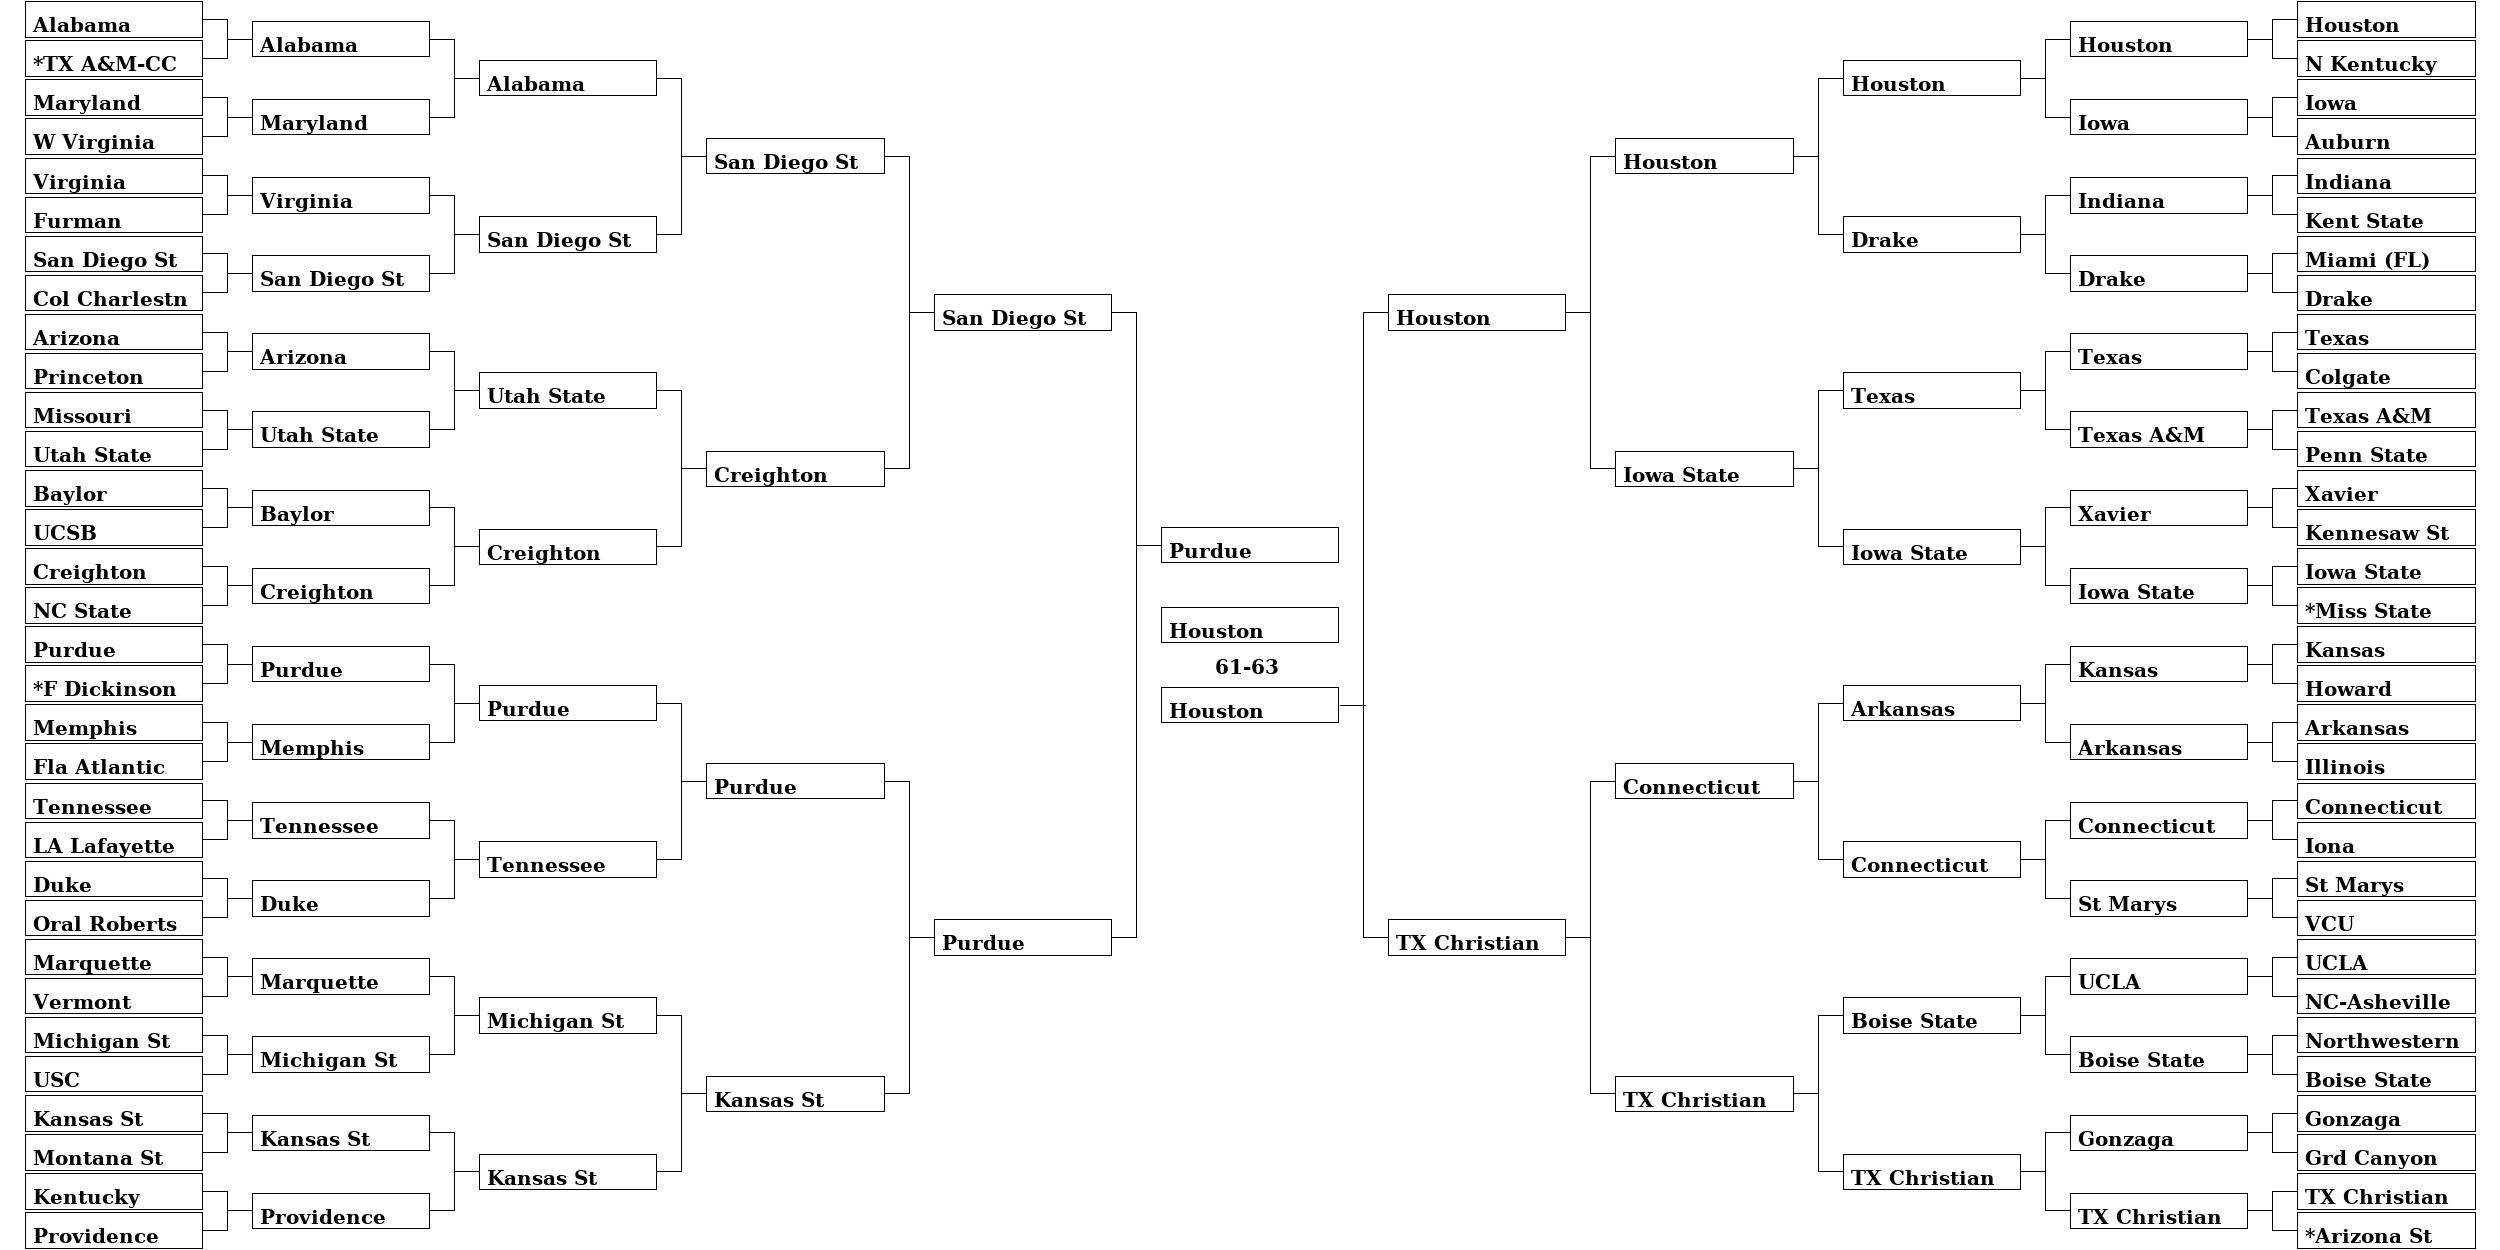 Alabama
*TX A&M-CC
Maryland
W Virginia
Virginia
Furman
San Diego St
Col Charlestn
Arizona
Princeton
Missouri
Utah State
Baylor
UCSB
Creighton
NC State
Purdue
*F Dickinson
Memphis
Fla Atlantic
Tennessee
LA Lafayette
Duke
Oral Roberts
Marquette
Vermont
Michigan St
USC
Kansas St
Montana St
Kentucky
Providence
Alabama
Maryland
Virginia
San Diego St
Arizona
Utah State
Baylor
Creighton
Purdue
Memphis
Tennessee
Duke
Marquette
Michigan St
Kansas St
Providence
Alabama
San Diego St
Utah State
Creighton
Purdue
Tennessee
Michigan St
Kansas St
San Diego St
Creighton
Purdue
Kansas St
San Diego St
Purdue
Purdue
Houston
61-63
Houston
Houston
TX Christian
Houston
Iowa State
Connecticut
TX Christian
Houston
Drake
Texas
Iowa State
Arkansas
Connecticut
Boise State
TX Christian
Houston
Iowa
Indiana
Drake
Texas
Texas A&M
Xavier
Iowa State
Kansas
Arkansas
Connecticut
St Marys
UCLA
Boise State
Gonzaga
TX Christian
Houston
N Kentucky
Iowa
Auburn
Indiana
Kent State
Miami (FL)
Drake
Texas
Colgate
Texas A&M
Penn State
Xavier
Kennesaw St
Iowa State
*Miss State
Kansas
Howard
Arkansas
Illinois
Connecticut
Iona
St Marys
VCU
UCLA
NC-Asheville
Northwestern
Boise State
Gonzaga
Grd Canyon
TX Christian
*Arizona St